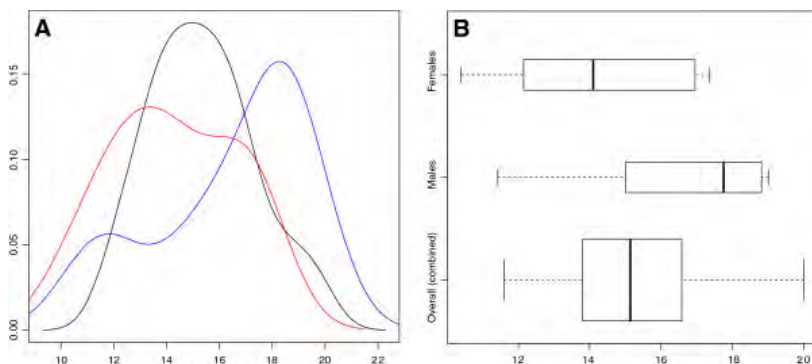 A
0.15
0.10
0.05
0.00
10 12 14 16 18 20 22
B
Females
Males
Overall (combined)
12 14 16 18 20